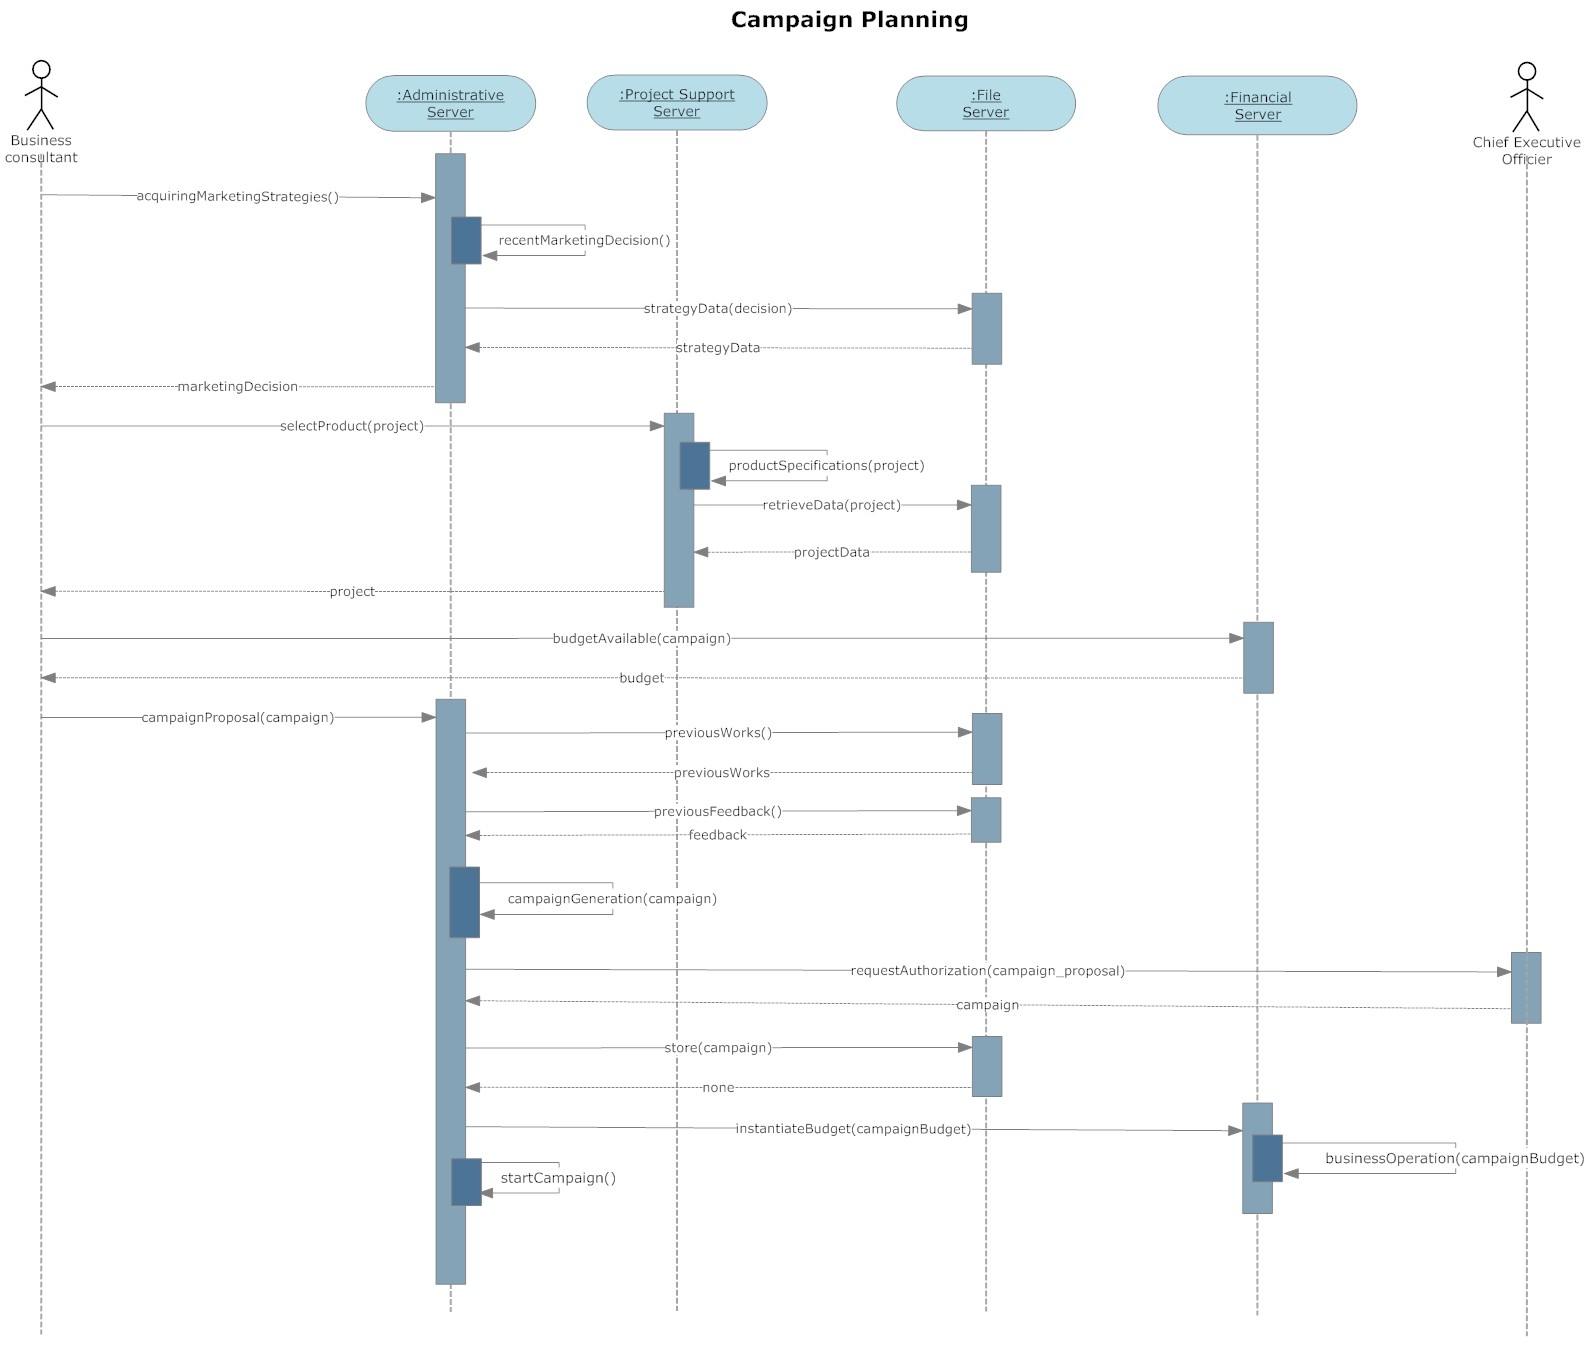 Campaign Planning
Business
consultant
:Administrative
Server
:Project Support
Server
:File
Server
:Financial
Server
Chief Executive
Officier
acquiringMarketingStrategies()
recentMarketingDecision()
strategyData(decision)
strategyData
marketingDecision
selectProduct(project)
productSpecifications(project)
retrieveData(project)
projectData
project
budgetAvailable(campaign)
budget
campaignProposal(campaign)
previousWorks()
previousWorks
previousFeedback()
feedback
campaignGeneration(campaign)
requestAuthorization(campaign_proposal)
campaign
store(campaign)
none
instantiateBudget(campaignBudget)
businessOperation(campaignBudget)
startCampaign()